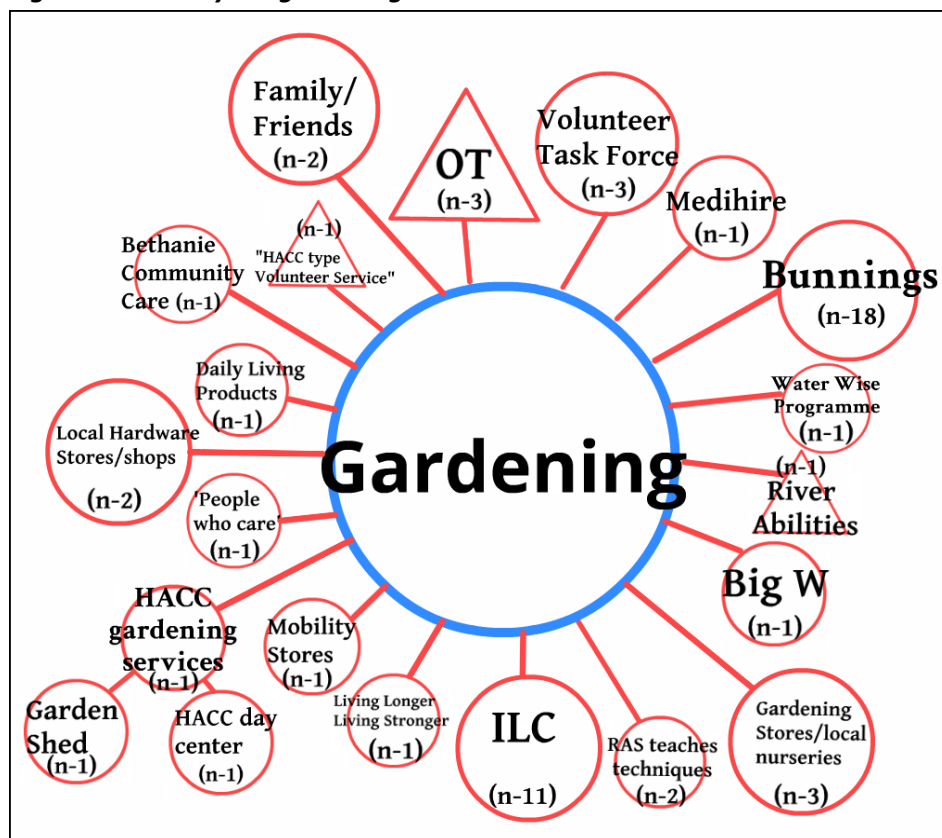 Family/
Friends
(n-2)
OT
(n-3)
Volunteer
Task Force
(n-3)
Medihire
(n-1)
Bethanie
Community
Care (n-1)
(n-1)
"HACC type
Volunteer Service"
Bunnings
(n-18)
Daily Living
Products
(n-1)
Water Wise
Programme
(n-1)
Local Hardware
Stores/shops
(n-2)
Gardening
(n-1)
River
Abilities
'People
who care'
(n-1)
Big W
(n-1)
HACC
gardening
services
(n-1)
Mobility
Stores
(n-1)
Garden
Shed
(n-1)
HACC day
center
(n-1)
Living Longer
Living Stronger
(n-1)
ILC
(n-11)
RAS teaches
techniques
(n-2)
Gardening
Stores/local
nurseries
(n-3)